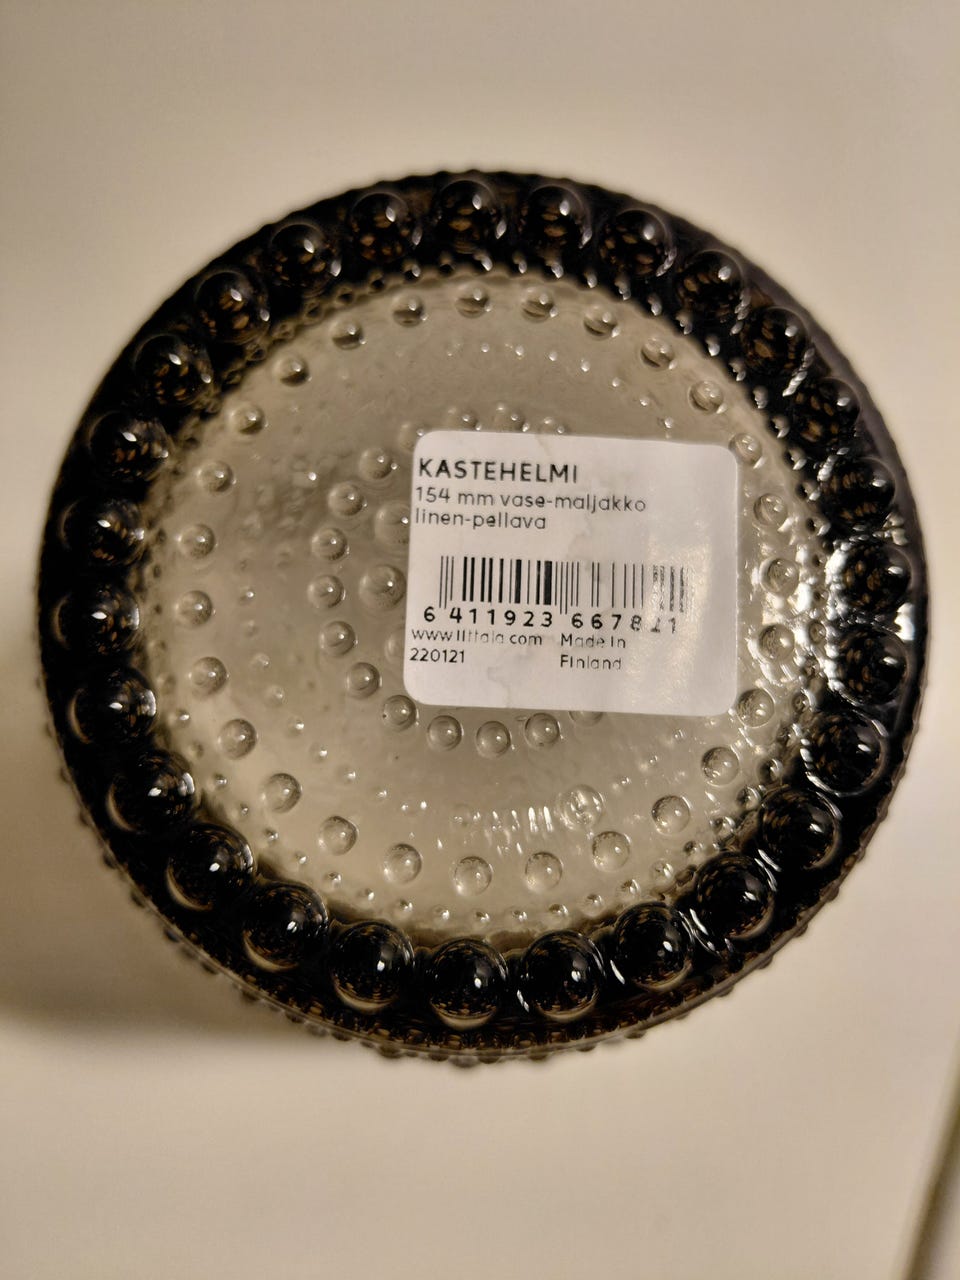 KASTEHELMI
154 mm vase-maljakko
linen-pellava
6 411923 667821
www.iittala.com Made in
220121 Finland